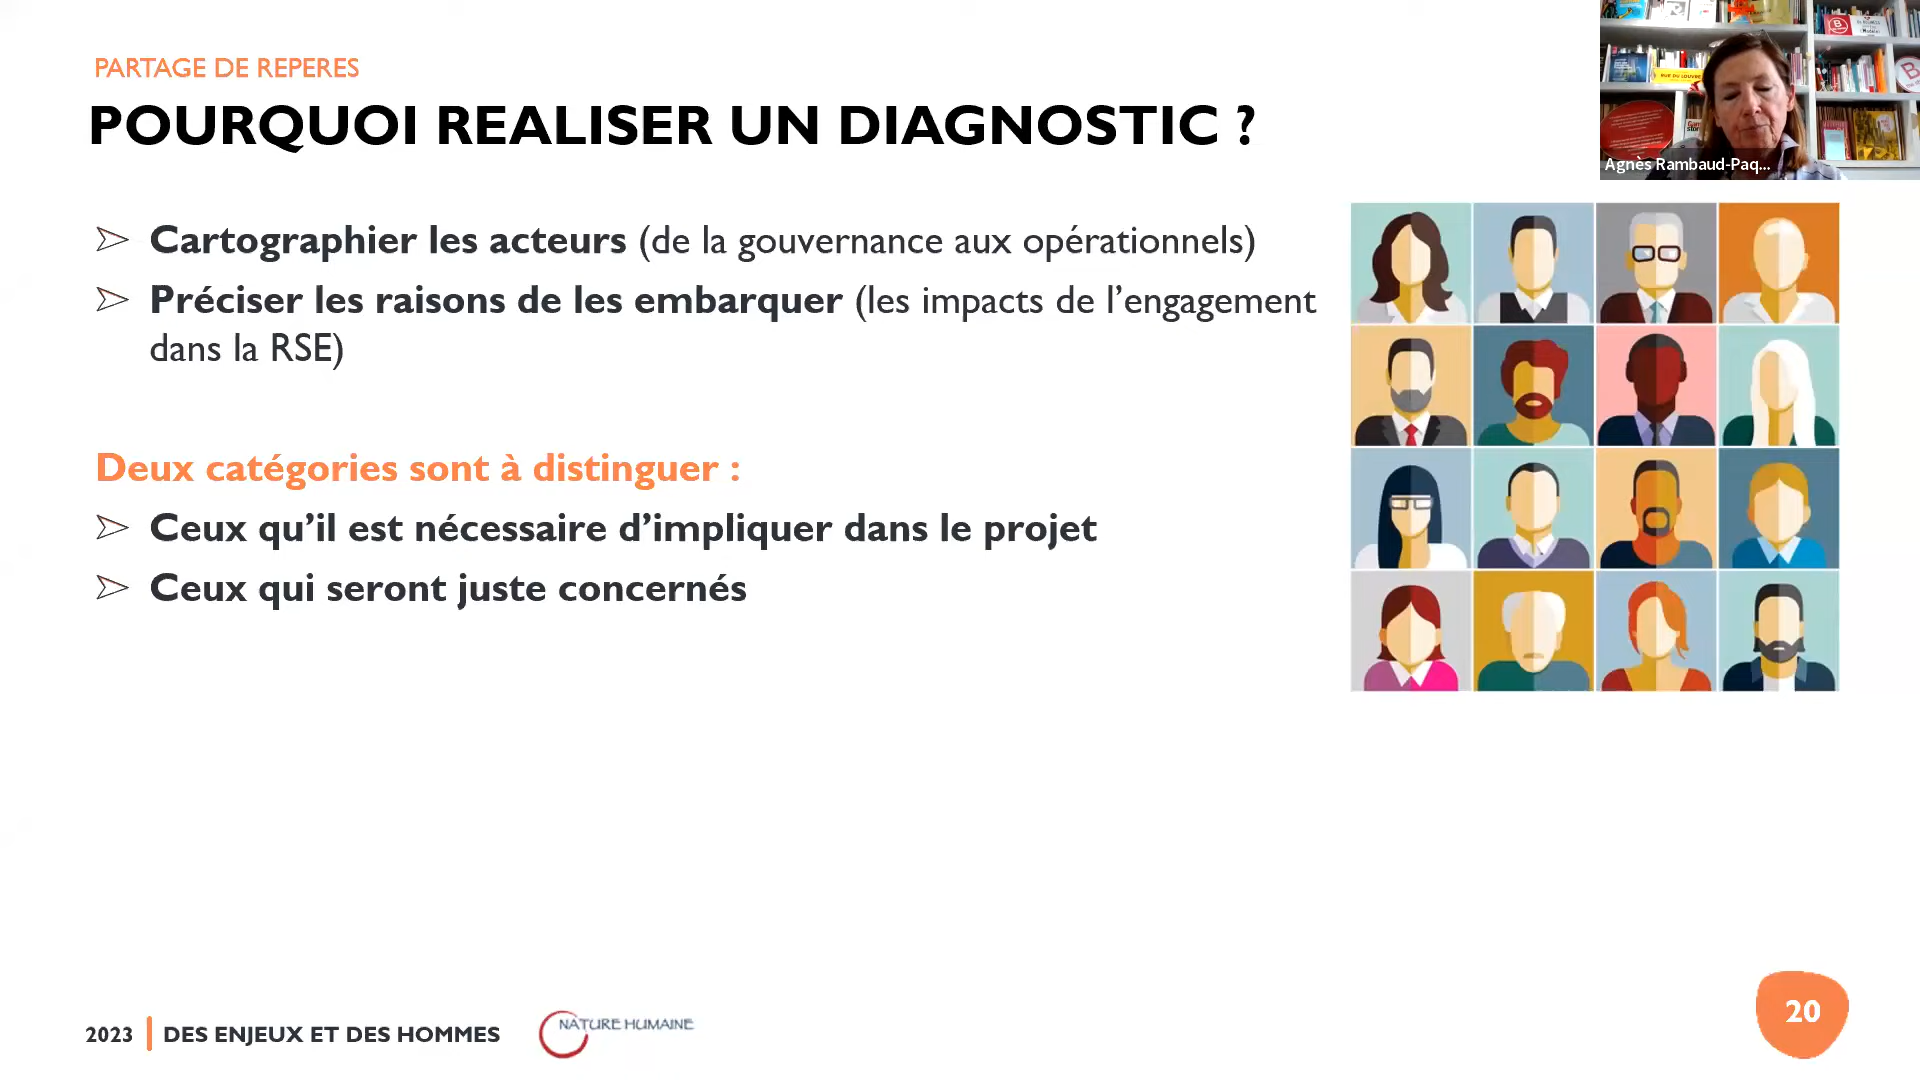 PARTAGE DE REPERES
POURQUOI REALISER UN DIAGNOSTIC ?
RUE DU LOUVRE
Agnès Rambaud-Paq...
➢ Cartographier les acteurs (de la gouvernance aux opérationnels)
➢ Préciser les raisons de les embarquer (les impacts de l’engagement
dans la RSE)
Deux catégories sont à distinguer :
➢ Ceux qu’il est nécessaire d’impliquer dans le projet
➢ Ceux qui seront juste concernés
2023 | DES ENJEUX ET DES HOMMES
NATURE HUMAINE
20